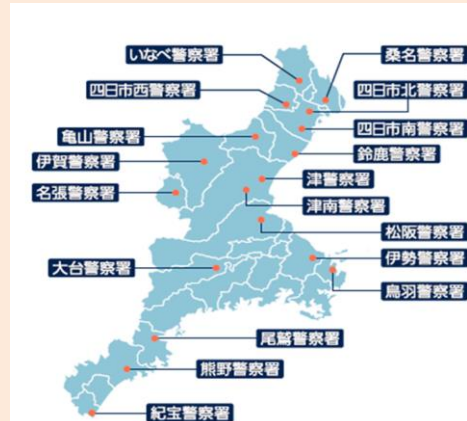 いなべ警察署
桑名警察署
四日市西警察署
四日市北警察署
亀山警察署
四日市南警察署
伊賀警察署
鈴鹿警察署
名張警察署
津警察署
津南警察署
松阪警察署
大台警察署
伊勢警察署
鳥羽警察署
尾鷲警察署
熊野警察署
紀宝警察署